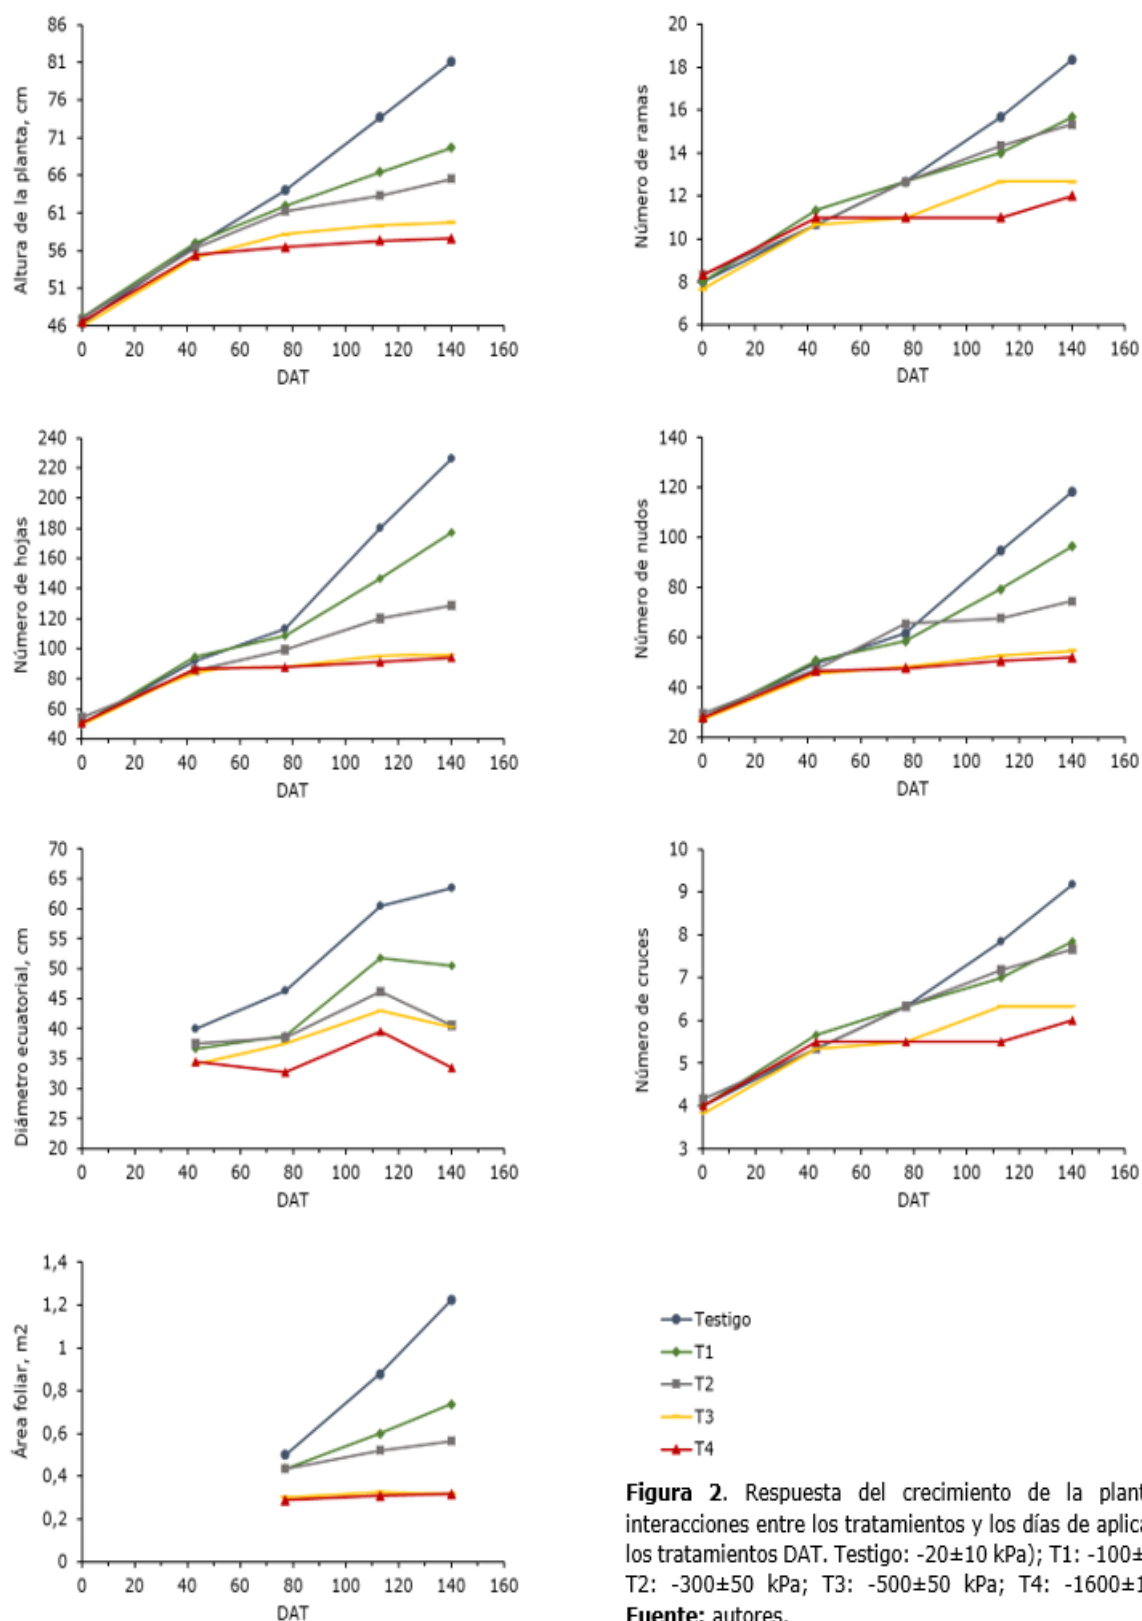 86
81
76
71
66
61
56
51
46
Altura de la planta, cm
0 20 40 60 80 100 120 140 160
DAT
20
18
16
14
12
10
8
6
Número de ramas
0 20 40 60 80 100 120 140 160
DAT
240
220
200
180
160
140
120
100
80
60
40
Número de hojas
0 20 40 60 80 100 120 140 160
DAT
140
120
100
80
60
40
20
Número de nudos
0 20 40 60 80 100 120 140 160
DAT
70
65
60
55
50
45
40
35
30
25
20
Diámetro ecuatorial, cm
0 20 40 60 80 100 120 140 160
DAT
10
9
8
7
6
5
4
3
Número de cruces
0 20 40 60 80 100 120 140 160
DAT
1,4
1,2
1
0,8
0,6
0,4
0,2
0
Área foliar, m2
0 20 40 60 80 100 120 140 160
DAT
Testigo
T1
T2
T3
T4
Figura 2. Respuesta del crecimiento de la plant
interacciones entre los tratamientos y los días de aplica
los tratamientos DAT. Testigo: -20±10 kPa); T1: -100±
T2: -300±50 kPa; T3: -500±50 kPa; T4: -1600±1
Fuente: autores.